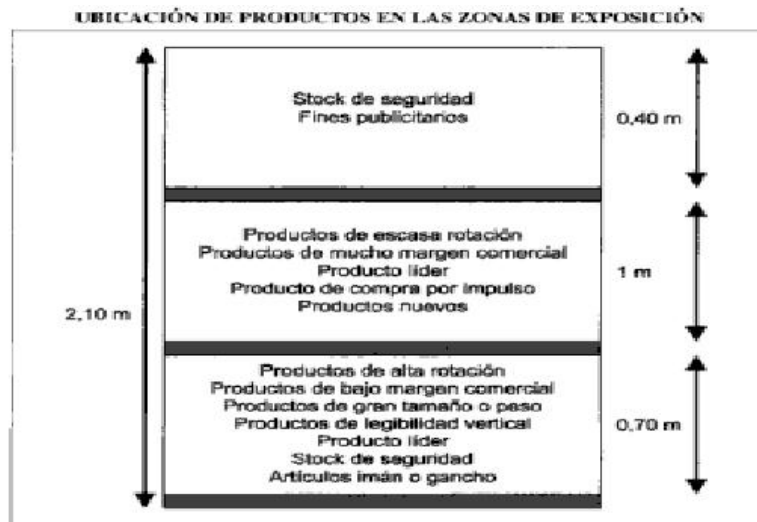 UBICACIÓN DE PRODUCTOS EN LAS ZONAS DE EXPOSICIÓN
Stock de seguridad
Fines publicitarios
0,40 m
Productos de escasa rotación
Productos de mucho margen comercial
Producto líder
Producto de compra por impulso
Productos nuevos
1 m
2,10 m
Productos de alta rotación
Productos de bajo margen comercial
Productos de gran tamaño o peso
Productos de legibilidad vertical
Producto líder
Stock de seguridad
Artículos imán o gancho
0,70 m